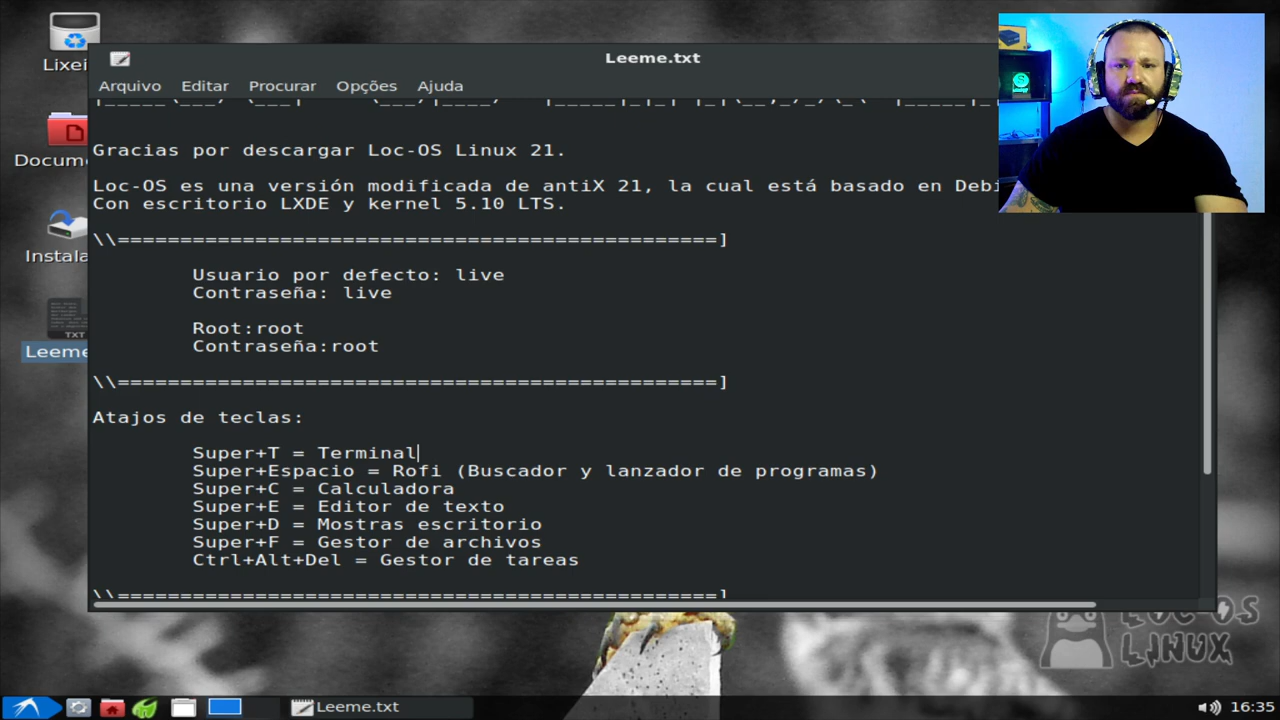 Lixei
Docume
Instala
Leeme
TXT
Leeme.txt
Arquivo Editar Procurar Opções Ajuda
Gracias por descargar Loc-OS Linux 21.
Loc-OS es una versión modificada de antiX 21, la cual está basado en Debi
Con escritorio LXDE y kernel 5.10 LTS.
\\================================================]
Usuario por defecto: live
Contraseña: live
Root:root
Contraseña:root
\\================================================]
Atajos de teclas:
Super+T = Terminal
Super+Espacio = Rofi (Buscador y lanzador de programas)
Super+C = Calculadora
Super+E = Editor de texto
Super+D = Mostras escritorio
Super+F = Gestor de archivos
Ctrl+Alt+Del = Gestor de tareas
\\================================================]
LOC-OS
LINUX
Leeme.txt
16:35